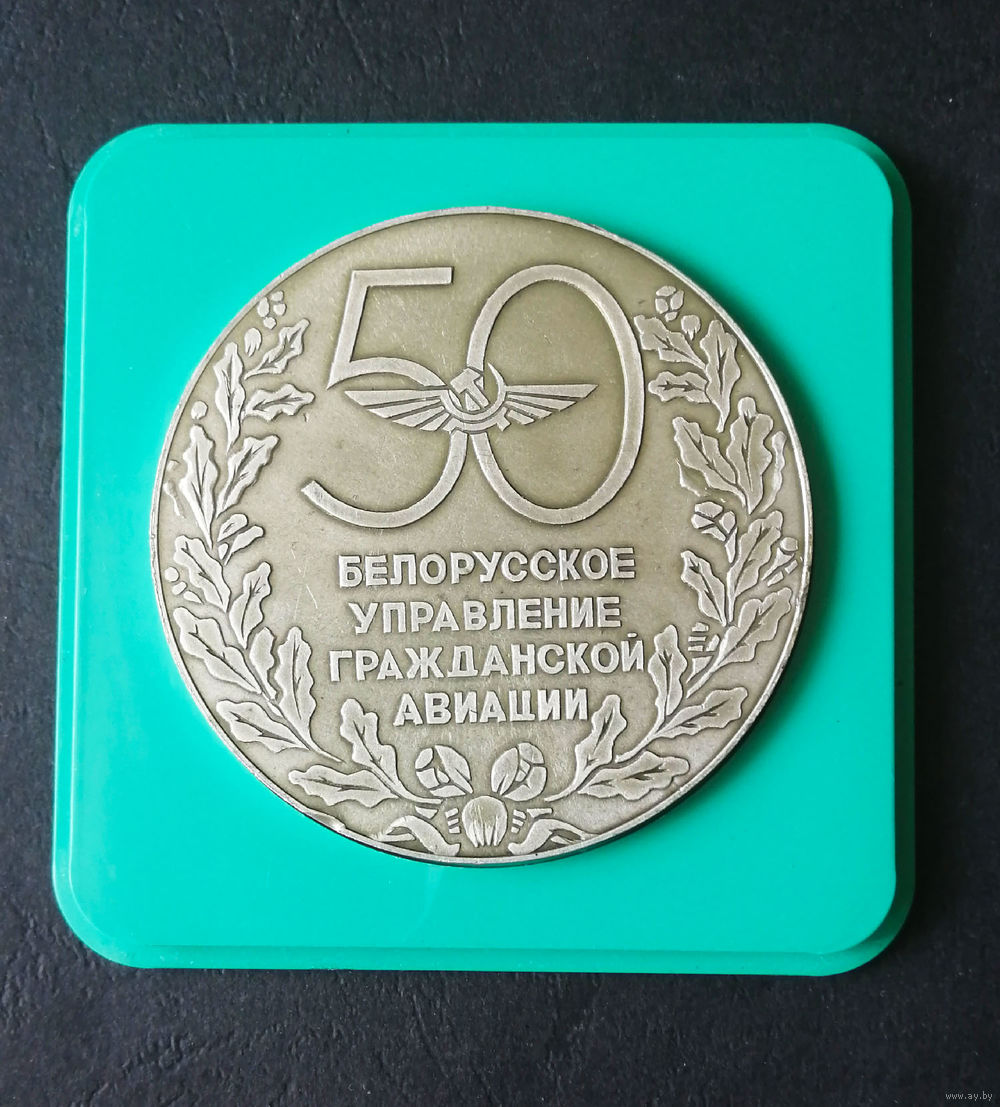 50
БЕЛОРУССКОЕ
УПРАВЛЕНИЕ
ГРАЖДАНСКОЙ
АВИАЦИИ
www.ay.by